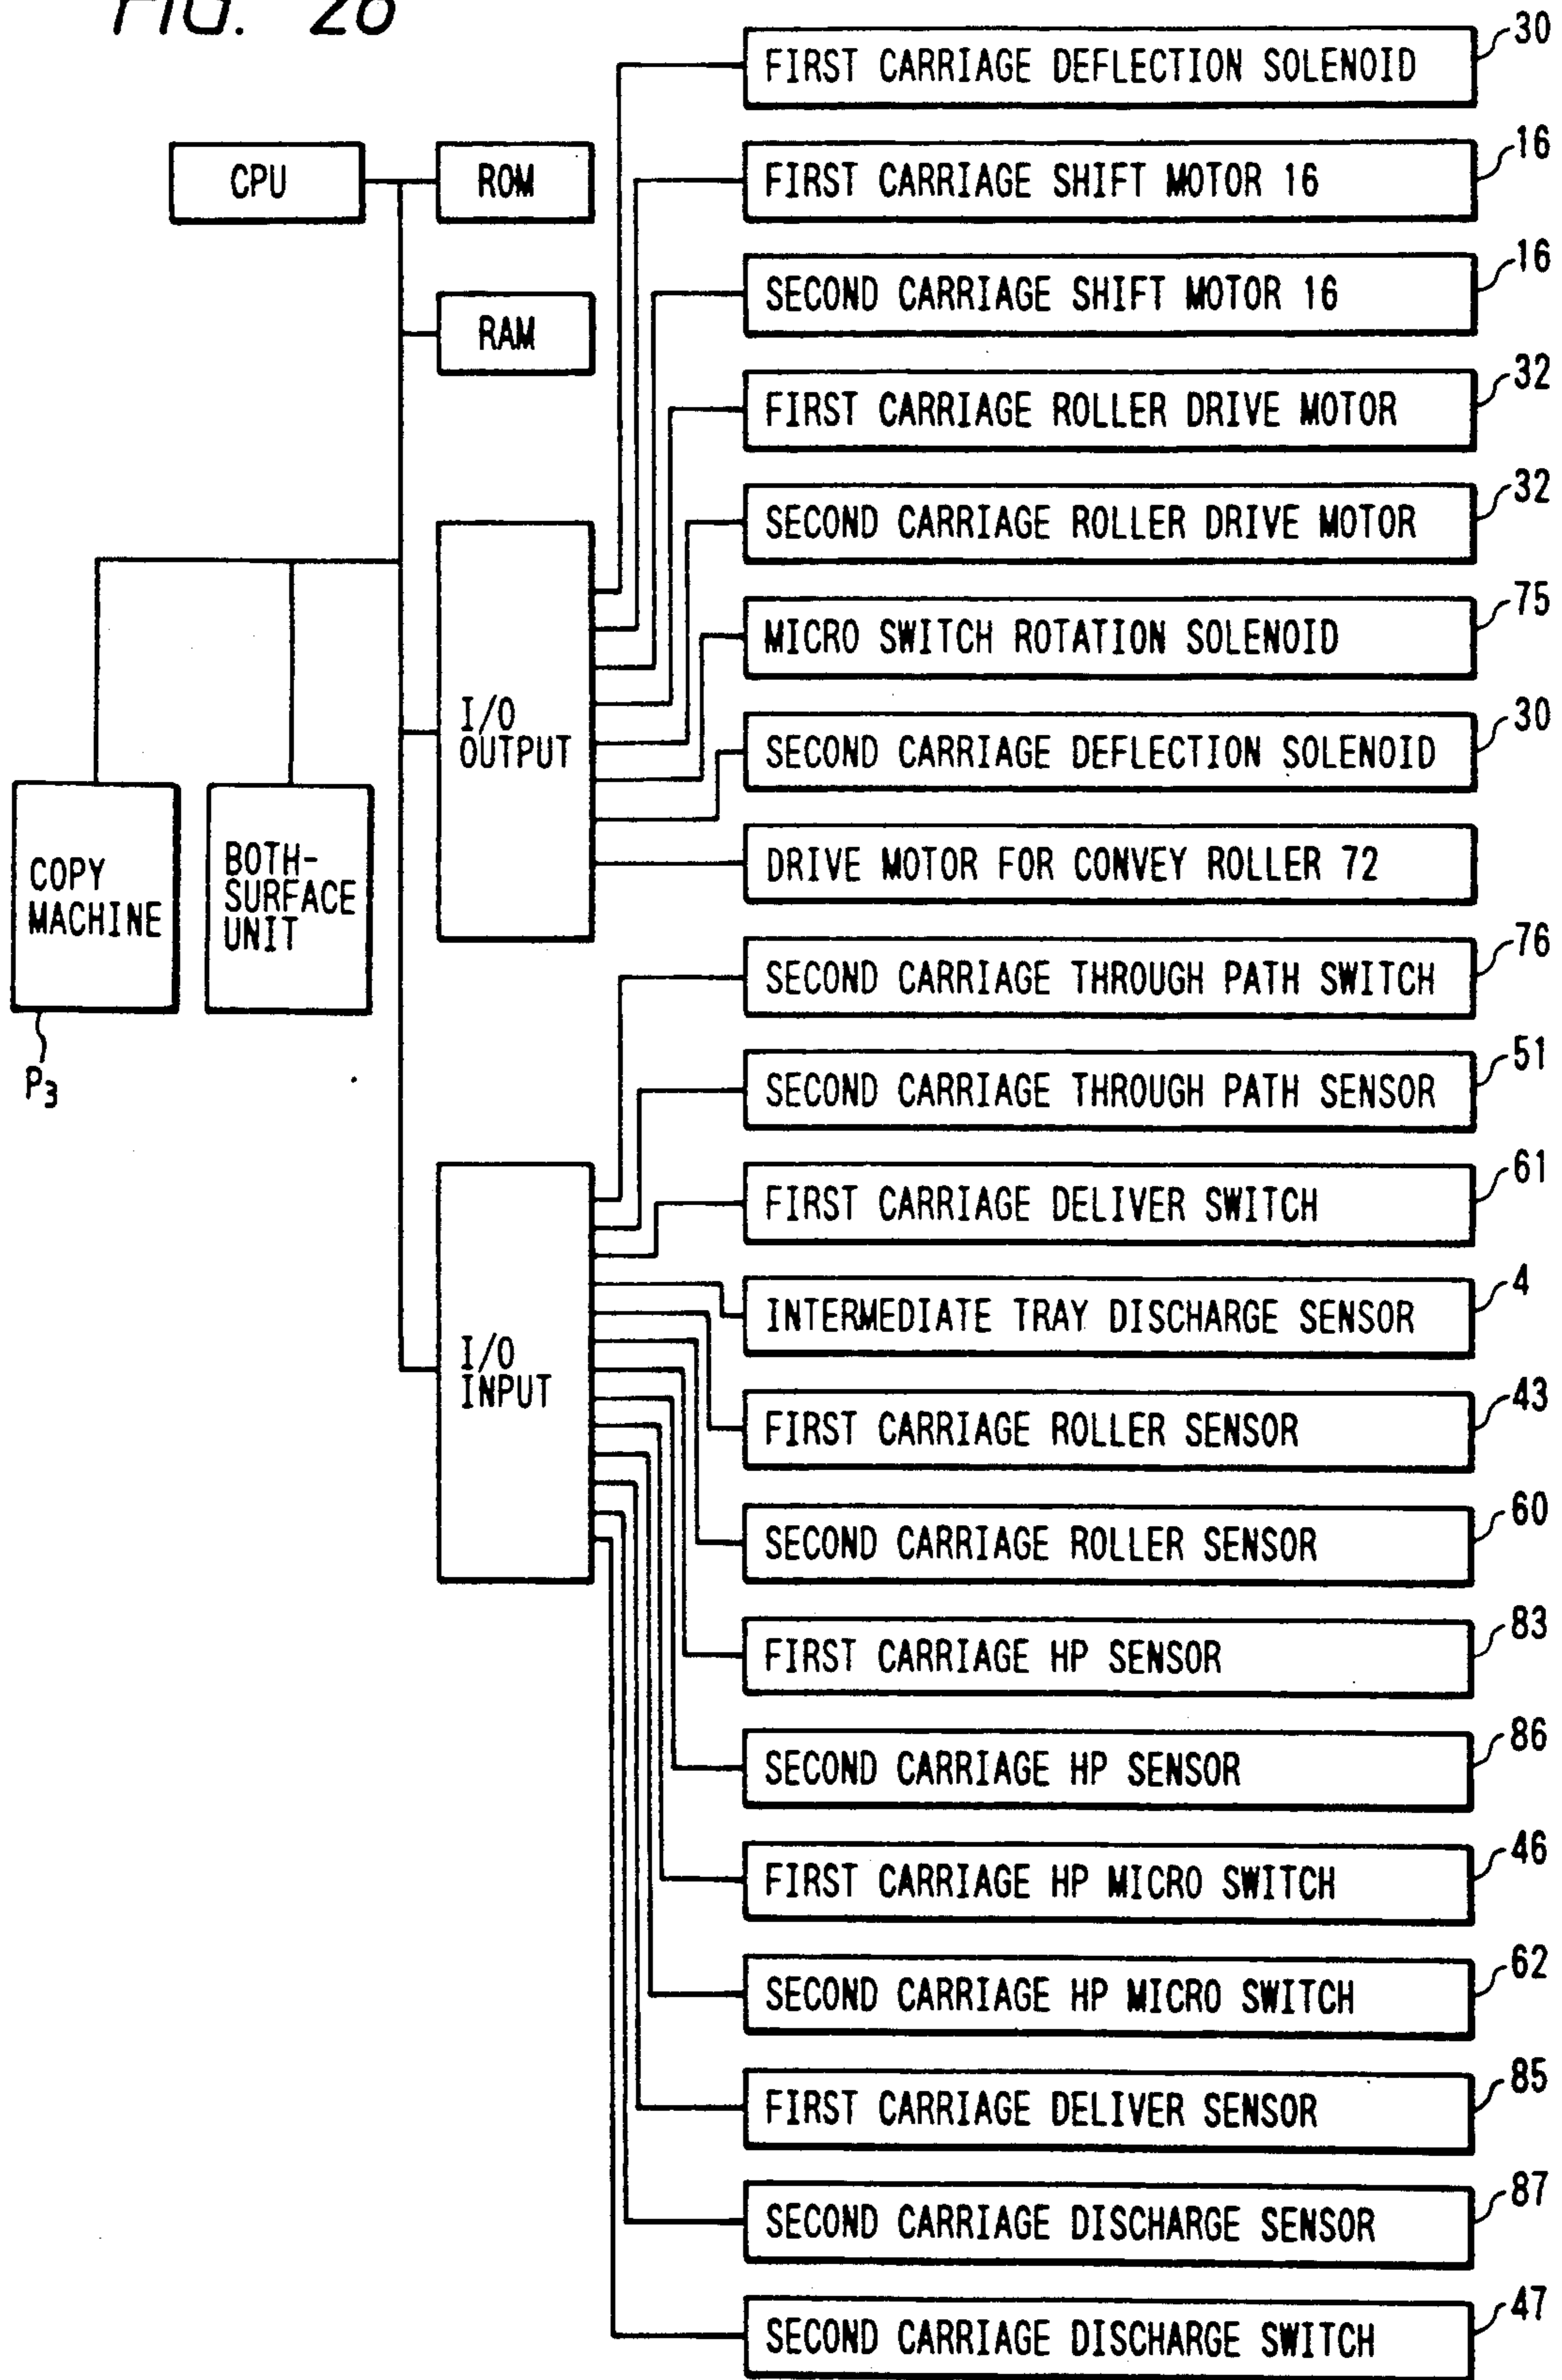 FIG. 26
CPU
ROM
RAM
COPY
MACHINE
P3
BOTH-
SURFACE
UNIT
I/O
OUTPUT
FIRST CARRIAGE DEFLECTION SOLENOID
30
FIRST CARRIAGE SHIFT MOTOR 16
16
SECOND CARRIAGE SHIFT MOTOR 16
16
FIRST CARRIAGE ROLLER DRIVE MOTOR
32
SECOND CARRIAGE ROLLER DRIVE MOTOR
32
MICRO SWITCH ROTATION SOLENOID
75
SECOND CARRIAGE DEFLECTION SOLENOID
30
DRIVE MOTOR FOR CONVEY ROLLER 72
I/O
INPUT
SECOND CARRIAGE THROUGH PATH SWITCH
76
SECOND CARRIAGE THROUGH PATH SENSOR
51
FIRST CARRIAGE DELIVER SWITCH
61
INTERMEDIATE TRAY DISCHARGE SENSOR
4
FIRST CARRIAGE ROLLER SENSOR
43
SECOND CARRIAGE ROLLER SENSOR
60
FIRST CARRIAGE HP SENSOR
83
SECOND CARRIAGE HP SENSOR
86
FIRST CARRIAGE HP MICRO SWITCH
46
SECOND CARRIAGE HP MICRO SWITCH
62
FIRST CARRIAGE DELIVER SENSOR
85
SECOND CARRIAGE DISCHARGE SENSOR
87
SECOND CARRIAGE DISCHARGE SWITCH
47